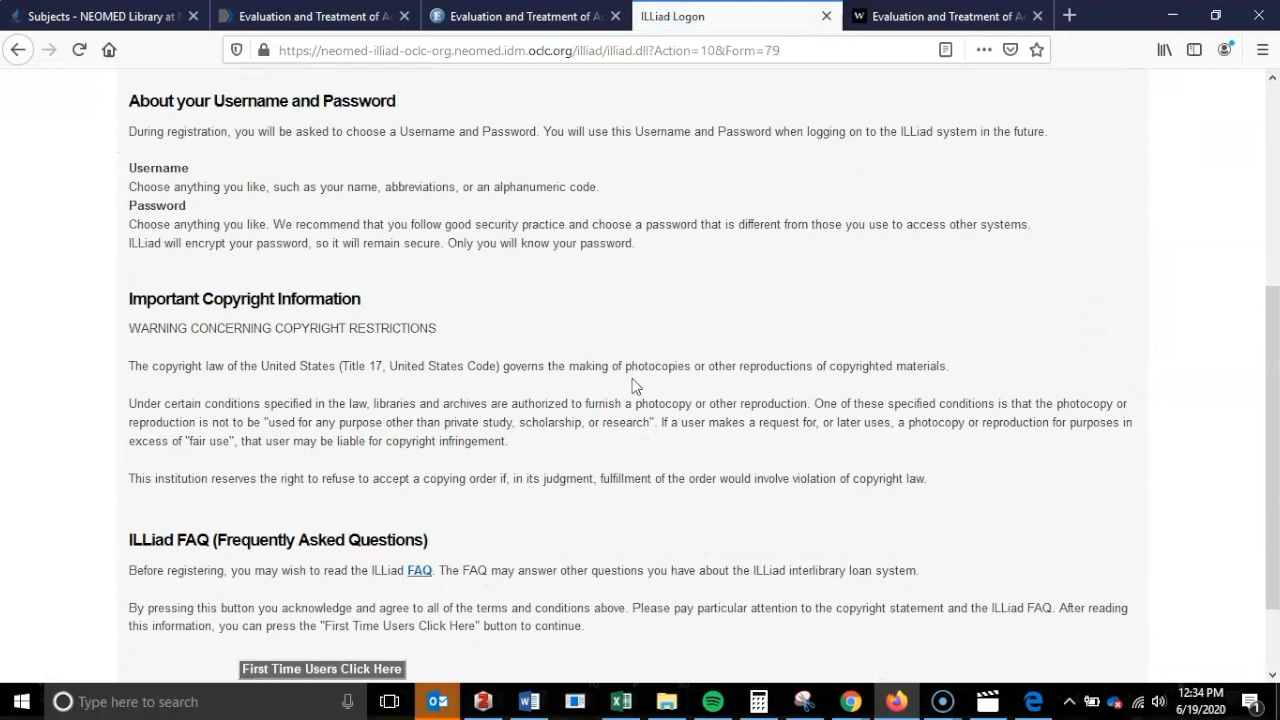 Subjects - NEOMED Library at N
Evaluation and Treatment of Ac
Evaluation and Treatment of Ac
ILLiad Logon
Evaluation and Treatment of Ac
https://neomed-illiad-oclc-org.neomed.idm.oclc.org/illiad/illiad.dll?Action=10&Form=79
About your Username and Password
During registration, you will be asked to choose a Username and Password. You will use this Username and Password when logging on to the ILLiad system in the future.
Username
Choose anything you like, such as your name, abbreviations, or an alphanumeric code.
Password
Choose anything you like. We recommend that you follow good security practice and choose a password that is different from those you use to access other systems.
ILLiad will encrypt your password, so it will remain secure. Only you will know your password.
Important Copyright Information
WARNING CONCERNING COPYRIGHT RESTRICTIONS
The copyright law of the United States (Title 17, United States Code) governs the making of photocopies or other reproductions of copyrighted materials.
Under certain conditions specified in the law, libraries and archives are authorized to furnish a photocopy or other reproduction. One of these specified conditions is that the photocopy or
reproduction is not to be "used for any purpose other than private study, scholarship, or research". If a user makes a request for, or later uses, a photocopy or reproduction for purposes in
excess of "fair use", that user may be liable for copyright infringement.
This institution reserves the right to refuse to accept a copying order if, in its judgment, fulfillment of the order would involve violation of copyright law.
ILLiad FAQ (Frequently Asked Questions)
Before registering, you may wish to read the ILLiad FAQ. The FAQ may answer other questions you have about the ILLiad interlibrary loan system.
By pressing this button you acknowledge and agree to all of the terms and conditions above. Please pay particular attention to the copyright statement and the ILLiad FAQ. After reading
this information, you can press the "First Time Users Click Here" button to continue.
First Time Users Click Here
Type here to search
12:34 PM
6/19/2020